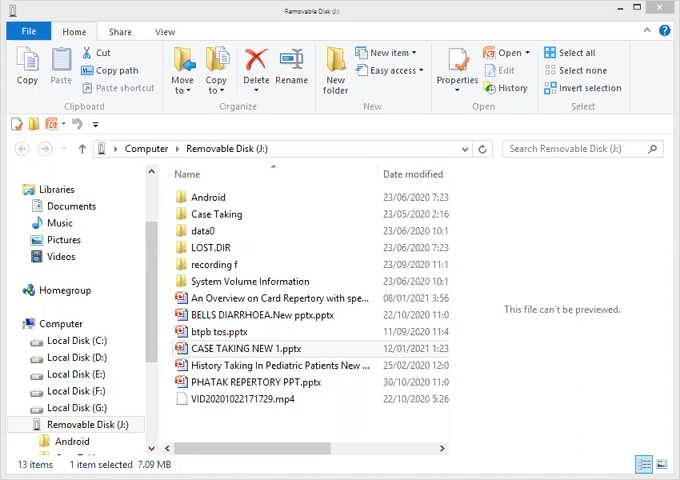 Removable Disk (J:)
File Home Share View
Copy Paste Cut Copy path Paste shortcut
Move to Copy to Delete Rename New folder
New item Easy access
Properties Open Edit History
Select all Select none Invert selection
Clipboard Organize New Open Select
Computer Removable Disk (J:) Search Removable Disk (J:)
Name Date modified
Libraries
Documents
Music
Pictures
Videos
Homegroup
Computer
Local Disk (C:)
Local Disk (D:)
Local Disk (E:)
Local Disk (F:)
Local Disk (G:)
Removable Disk (J:)
Android
Android 23/06/2020 7:23
Case Taking 23/05/2020 2:16
data0 23/06/2020 10:1
LOST.DIR 23/06/2020 7:23
recording f 23/09/2020 11:1
System Volume Information 23/06/2020 10:1
An Overview on Card Repertory with spe... 08/01/2021 3:56
BELLS DIARRHOEA.New pptx.pptx 22/10/2020 11:0
btpb tos.pptx 11/09/2020 11:4
CASE TAKING NEW 1.pptx 12/01/2021 1:23
History Taking In Pediatric Patients New ... 25/02/2020 12:0
PHATAK REPERTORY PPT.pptx 30/10/2020 11:0
VID20201022171729.mp4 22/10/2020 5:26
This file can't be previewed.
13 items 1 item selected 7.09 MB